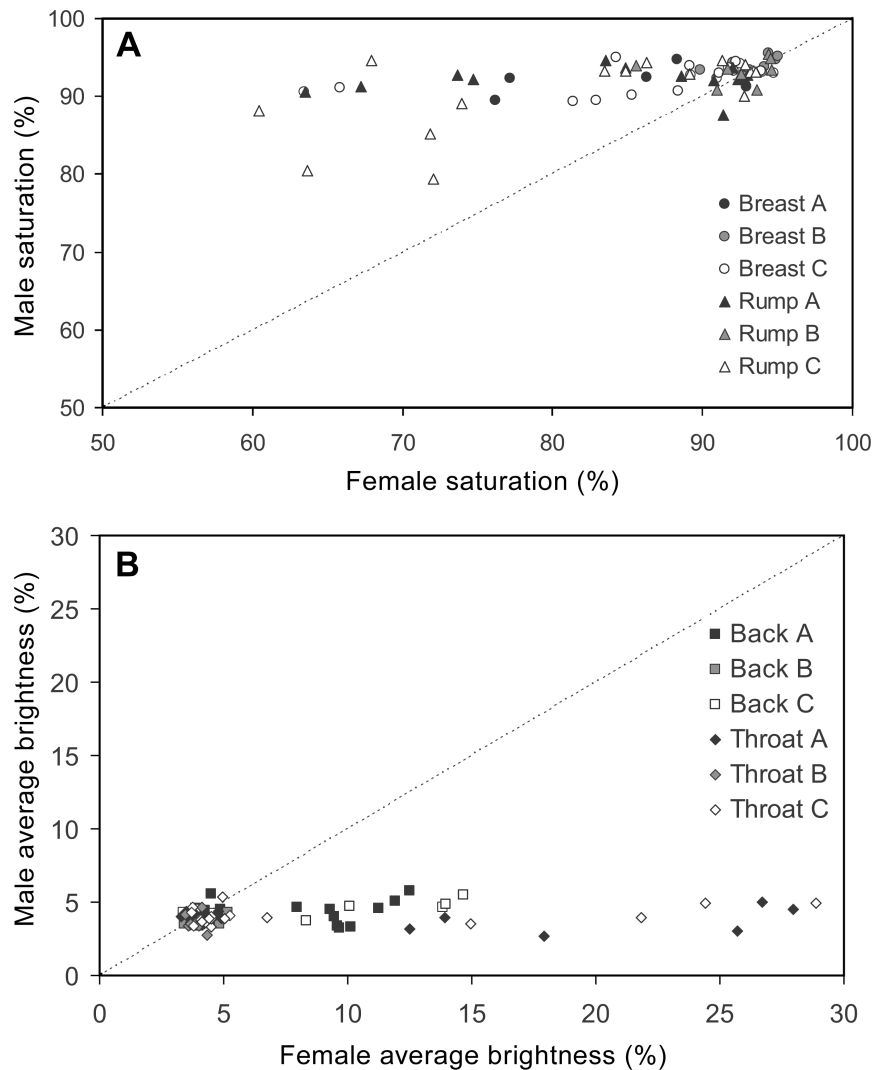 A
100
90
80
70
60
50
Male saturation (%)
Breast A
Breast B
Breast C
Rump A
Rump B
Rump C
50 60 70 80 90 100
Female saturation (%)
B
30
25
20
15
10
5
0
Male average brightness (%)
Back A
Back B
Back C
Throat A
Throat B
Throat C
0 5 10 15 20 25 30
Female average brightness (%)